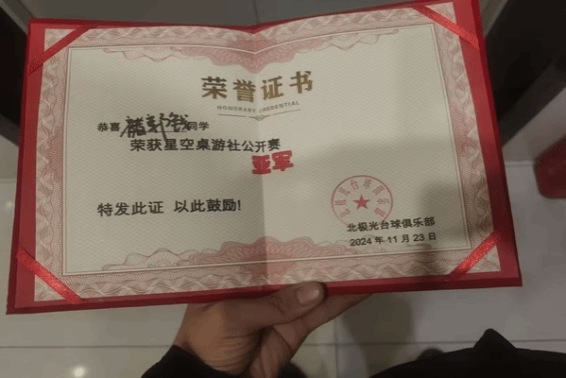 荣誉证书
HONORARY CREDENTIAL
恭喜 同学
荣获星空桌游社公开赛
亚军
特发此证 以此鼓励!
北极光台球俱乐部
2024年11月23日